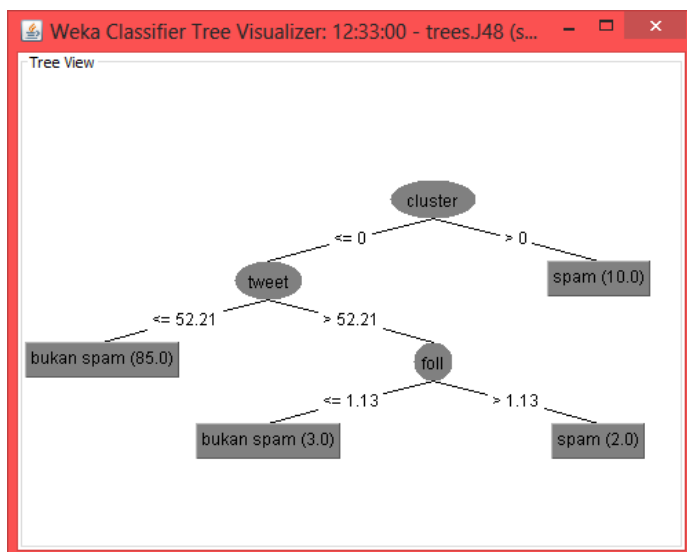 Weka Classifier Tree Visualizer: 12:33:00 - trees.J48 (s...
Tree View
cluster
<= 0
> 0
tweet
spam (10.0)
<= 52.21
> 52.21
bukan spam (85.0)
foll
<= 1.13
> 1.13
bukan spam (3.0)
spam (2.0)